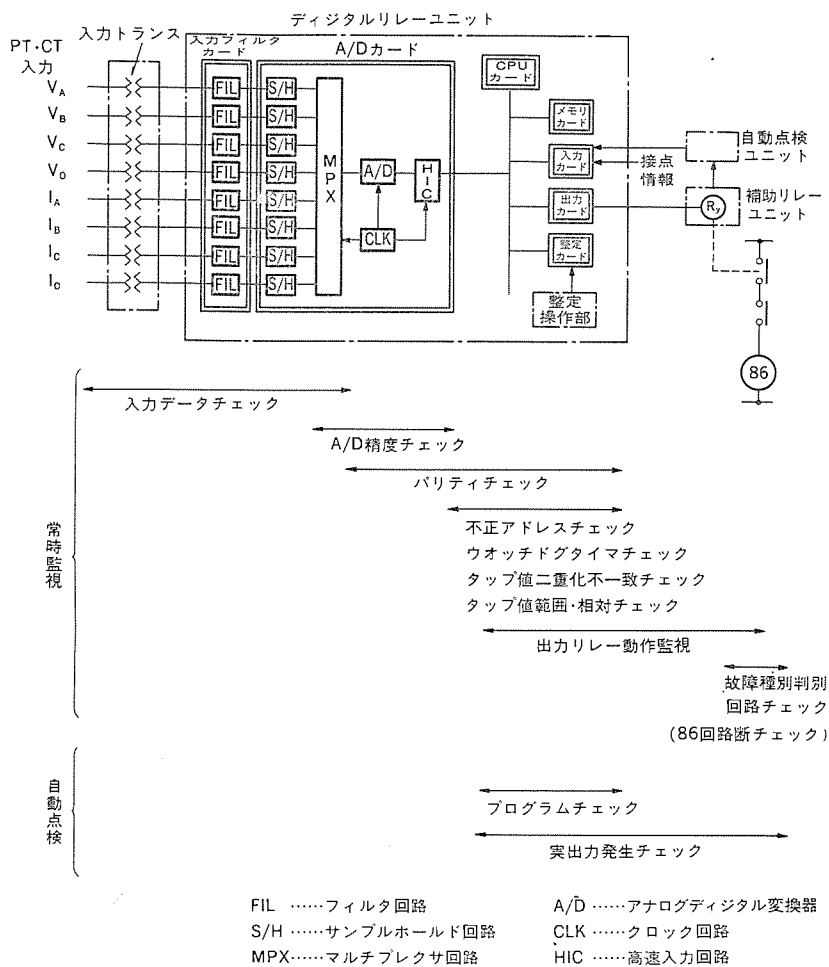 ディジタルリレーユニット
PT・CT
入力
入力トランス
入力フィルタ
カード
A/Dカード
CPU
カード
V_A
V_B
V_C
V_0
I_A
I_B
I_C
I_0
FIL
FIL
FIL
FIL
FIL
FIL
FIL
FIL
S/H
S/H
S/H
S/H
S/H
S/H
S/H
S/H
MPX
A/D
CLK
HIC
メモリ
カード
入力
カード
出力
カード
整定
カード
整定
操作部
接点
情報
自動点検
ユニット
補助リレー
ユニット
Ry
86
常時監視
入力データチェック
A/D精度チェック
パリティチェック
不正アドレスチェック
ウオッチドグタイマチェック
タップ値二重化不一致チェック
タップ値範囲・相対チェック
出力リレー動作監視
故障種別判別
回路チェック
(86回路断チェック)
自動点検
プログラムチェック
実出力発生チェック
FIL ……フィルタ回路
S/H ……サンプルホールド回路
MPX……マルチプレクサ回路
A/D ……アナログディジタル変換器
CLK ……クロック回路
HIC ……高速入力回路